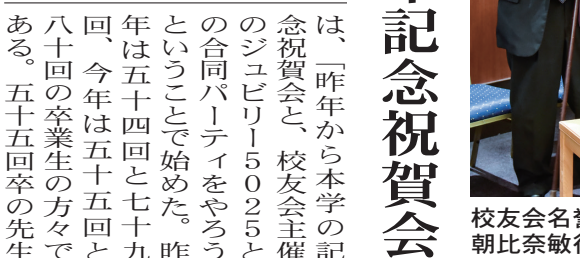 記念祝賀会
は、「昨年から本学の記
念祝賀会と、校友会主催
のジュビリー5025と
の合同パーティをやろう
ということで始めた。昨
年は五十四回と七十九
回、今年は五十五回と
八十回の卒業生の方々で
ある。五十五回卒の先生
校友会名誉
朝比奈敏